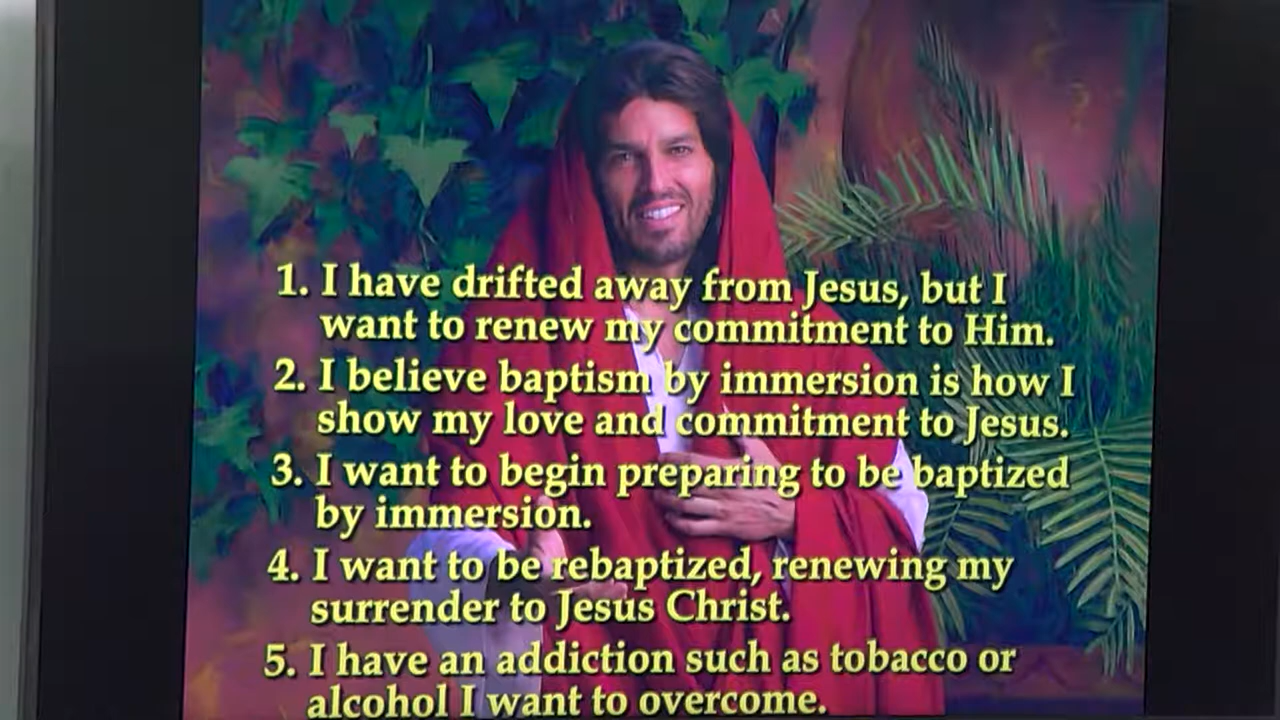 1. I have drifted away from Jesus, but I
want to renew my commitment to Him.
2. I believe baptism by immersion is how I
show my love and commitment to Jesus.
3. I want to begin preparing to be baptized
by immersion.
4. I want to be rebaptized, renewing my
surrender to Jesus Christ.
5. I have an addiction such as tobacco or
alcohol I want to overcome.